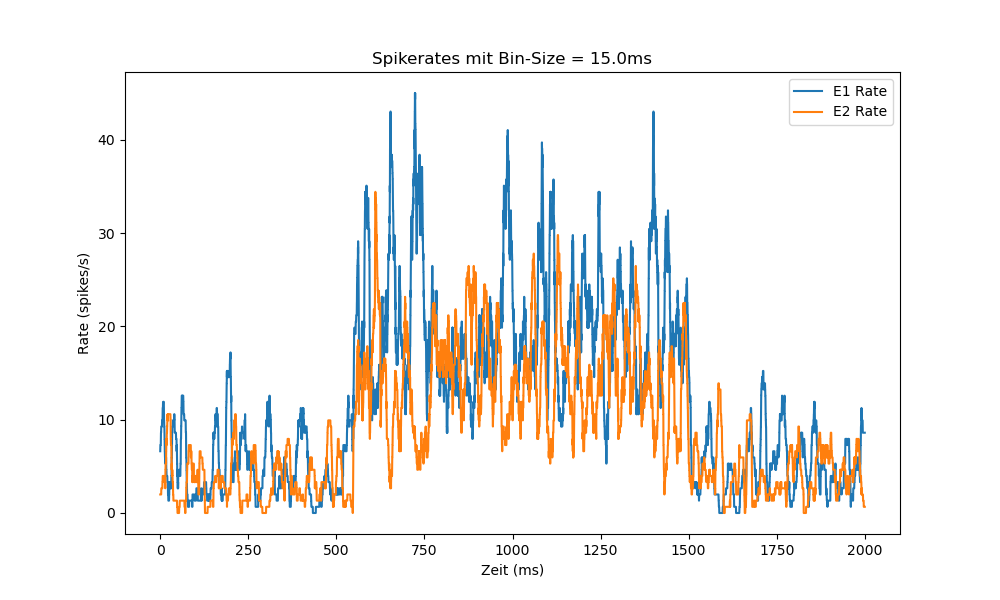 Spikerates mit Bin-Size = 15.0ms
E1 Rate
E2 Rate
Rate (spikes/s)
40
30
20
10
0
0 250 500 750 1000 1250 1500 1750 2000
Zeit (ms)